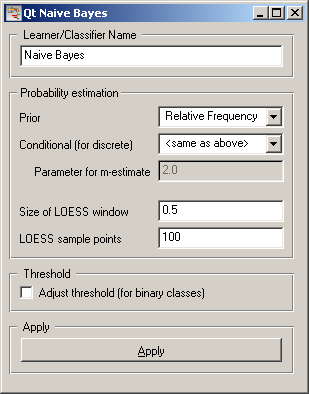 Qt Naive Bayes
Learner/Classifier Name
Naive Bayes
Probability estimation
Prior Relative Frequency
Conditional (for discrete) <same as above>
Parameter for m-estimate 2.0
Size of LOESS window 0.5
LOESS sample points 100
Threshold
Adjust threshold (for binary classes)
Apply
Apply